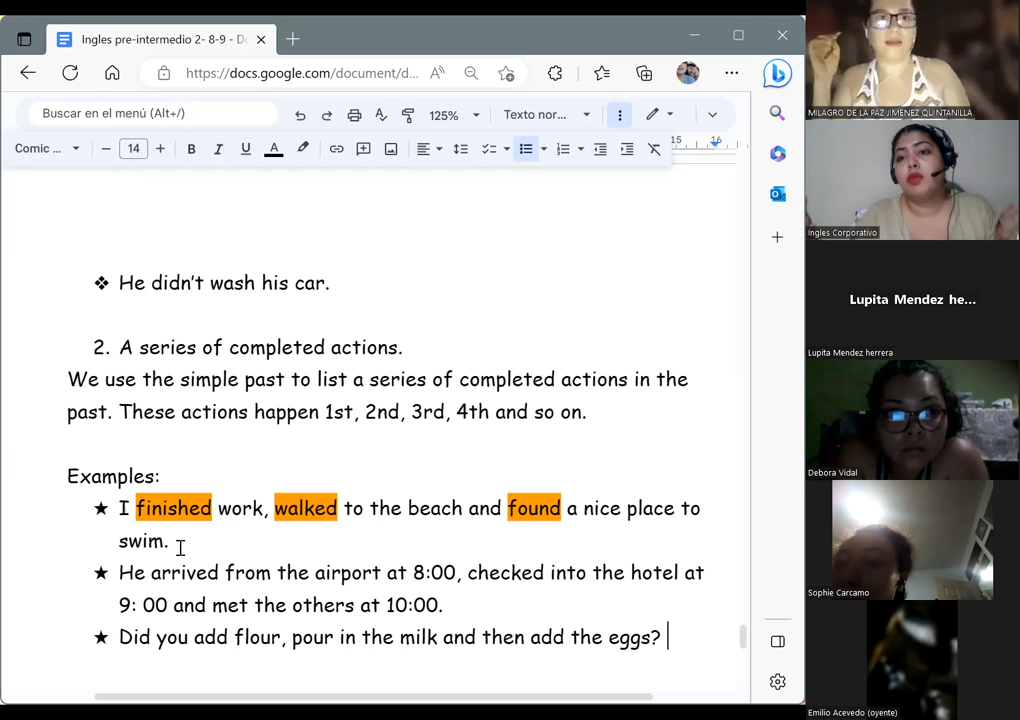 Ingles pre-intermedio 2- 8-9 - Do
https://docs.google.com/document/d...
Buscar en el menú (Alt+/)
125%
Texto nor...
Comic ...
14
B I U A
15
16
❖ He didn't wash his car.
2. A series of completed actions.
We use the simple past to list a series of completed actions in the
past. These actions happen 1st, 2nd, 3rd, 4th and so on.
Examples:
★ I finished work, walked to the beach and found a nice place to
swim.
★ He arrived from the airport at 8:00, checked into the hotel at
9: 00 and met the others at 10:00.
★ Did you add flour, pour in the milk and then add the eggs?
MILAGRO DE LA PAZ JIMENEZ QUINTANILLA
Ingles Corporativo
Lupita Mendez he...
Lupita Mendez herrera
Debora Vidal
Sophie Carcamo
Emilio Acevedo (oyente)